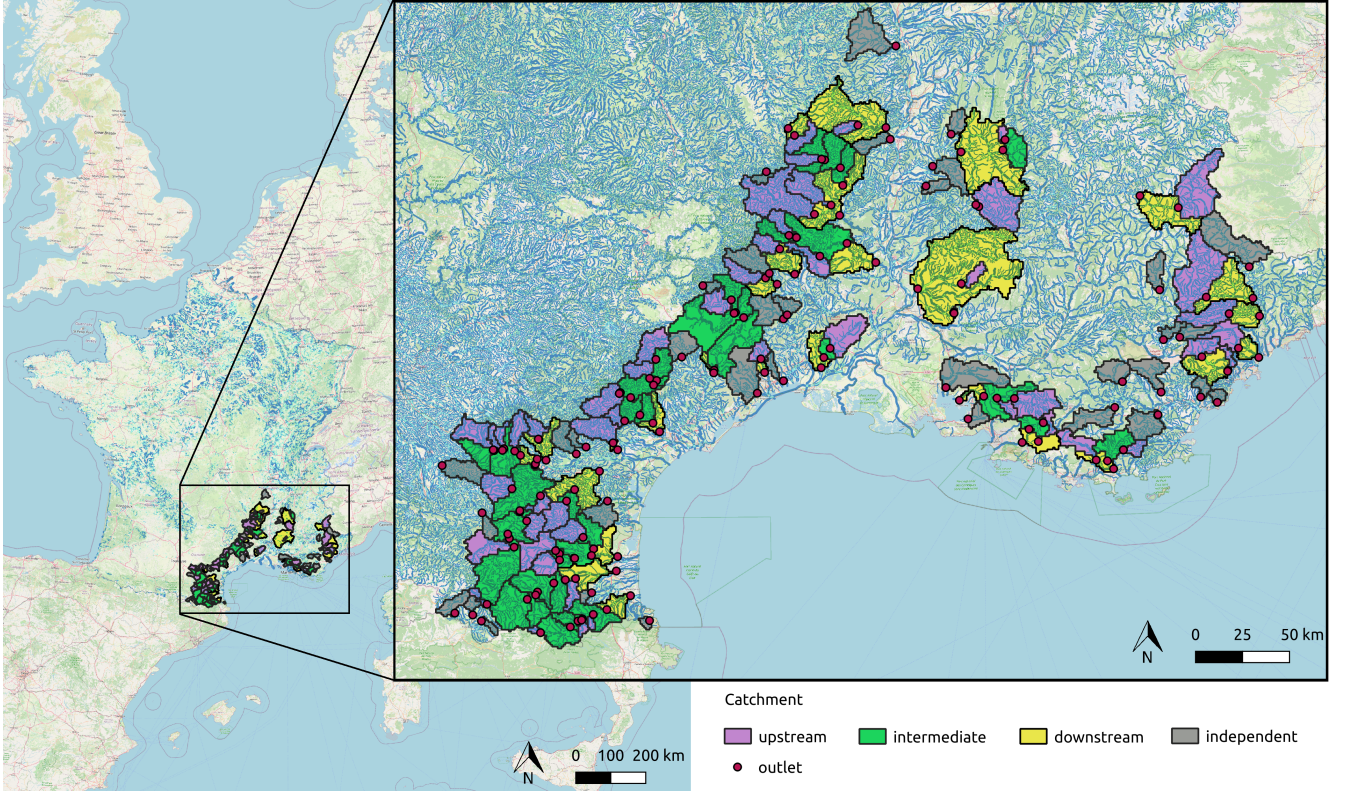 N
0 25 50 km
Catchment
upstream
intermediate
downstream
independent
outlet
N
0 100 200 km